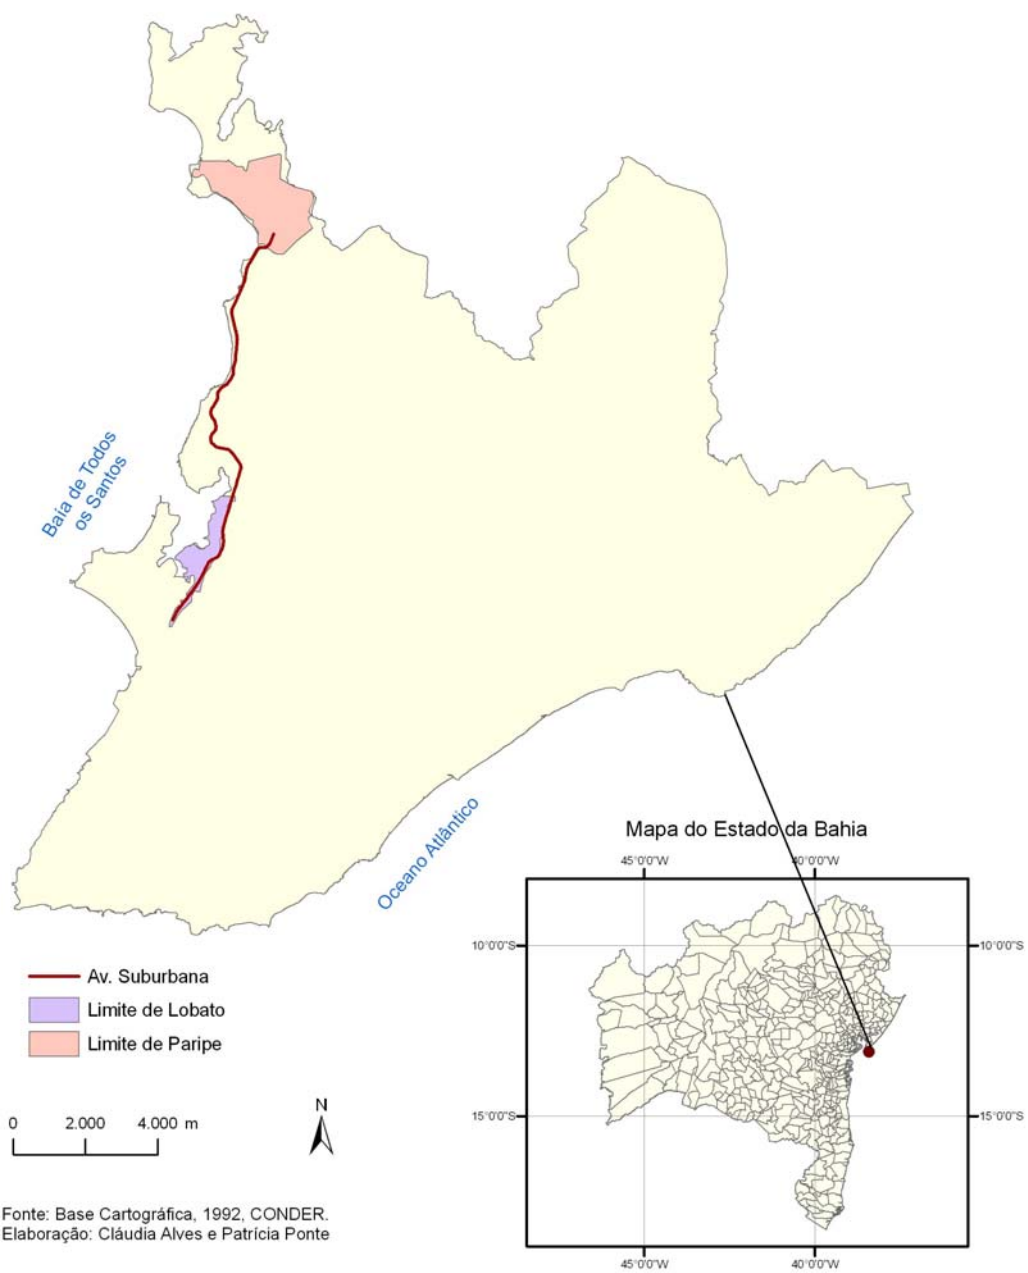 Baía de Todos
os Santos
Oceano Atlântico
Mapa do Estado da Bahia
45°0'0"W
40°0'0"W
10°0'0"S
10°0'0"S
15°0'0"S
15°0'0"S
45°0'0"W
40°0'0"W
Av. Suburbana
Limite de Lobato
Limite de Paripe
0 2.000 4.000 m
N
Fonte: Base Cartográfica, 1992, CONDER.
Elaboração: Cláudia Alves e Patrícia Ponte